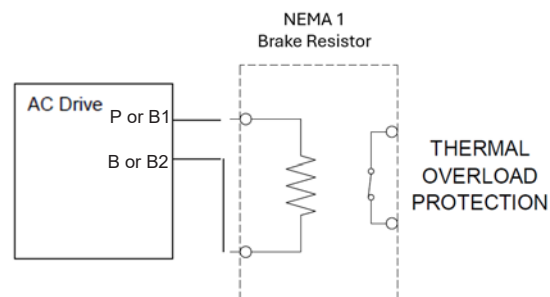 NEMA 1
Brake Resistor
AC Drive
P or B1
B or B2
THERMAL
OVERLOAD
PROTECTION